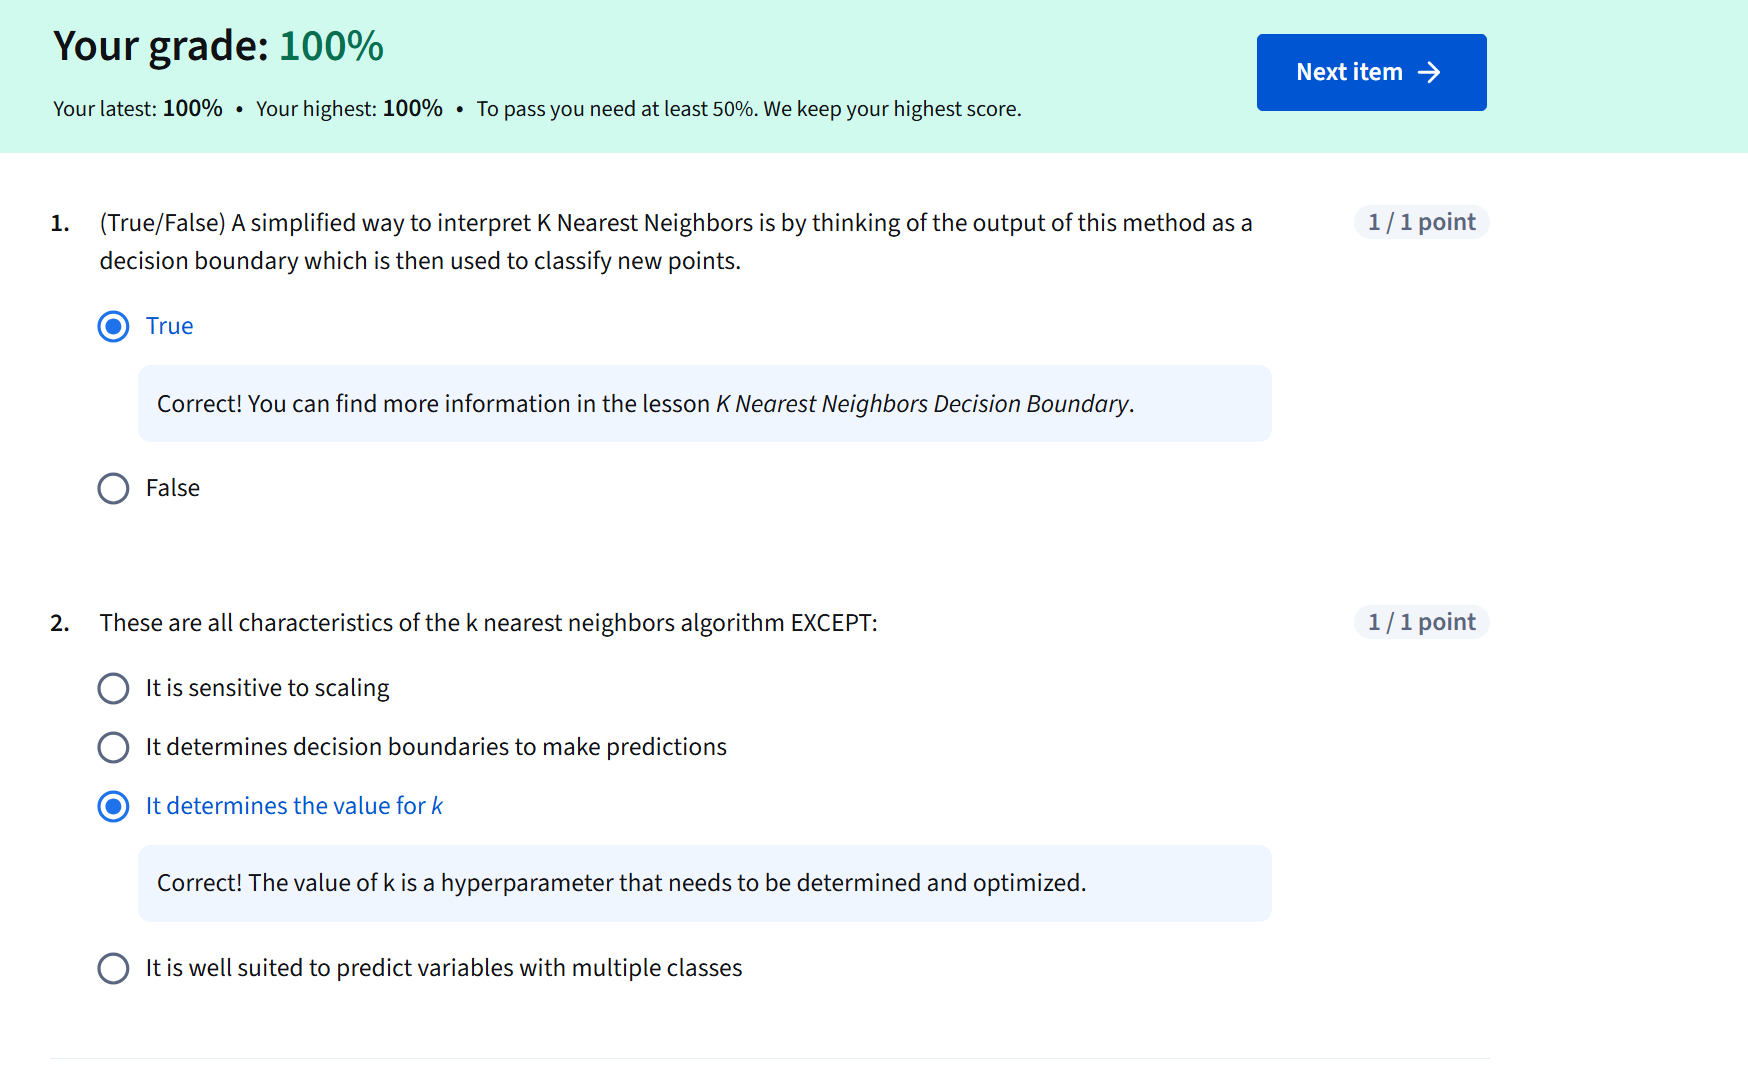 Your grade: 100%
Next item →
Your latest: 100% • Your highest: 100% • To pass you need at least 50%. We keep your highest score.
1. (True/False) A simplified way to interpret K Nearest Neighbors is by thinking of the output of this method as a
decision boundary which is then used to classify new points.
1 / 1 point
True
Correct! You can find more information in the lesson K Nearest Neighbors Decision Boundary.
False
2. These are all characteristics of the k nearest neighbors algorithm EXCEPT:
1 / 1 point
It is sensitive to scaling
It determines decision boundaries to make predictions
It determines the value for k
Correct! The value of k is a hyperparameter that needs to be determined and optimized.
It is well suited to predict variables with multiple classes